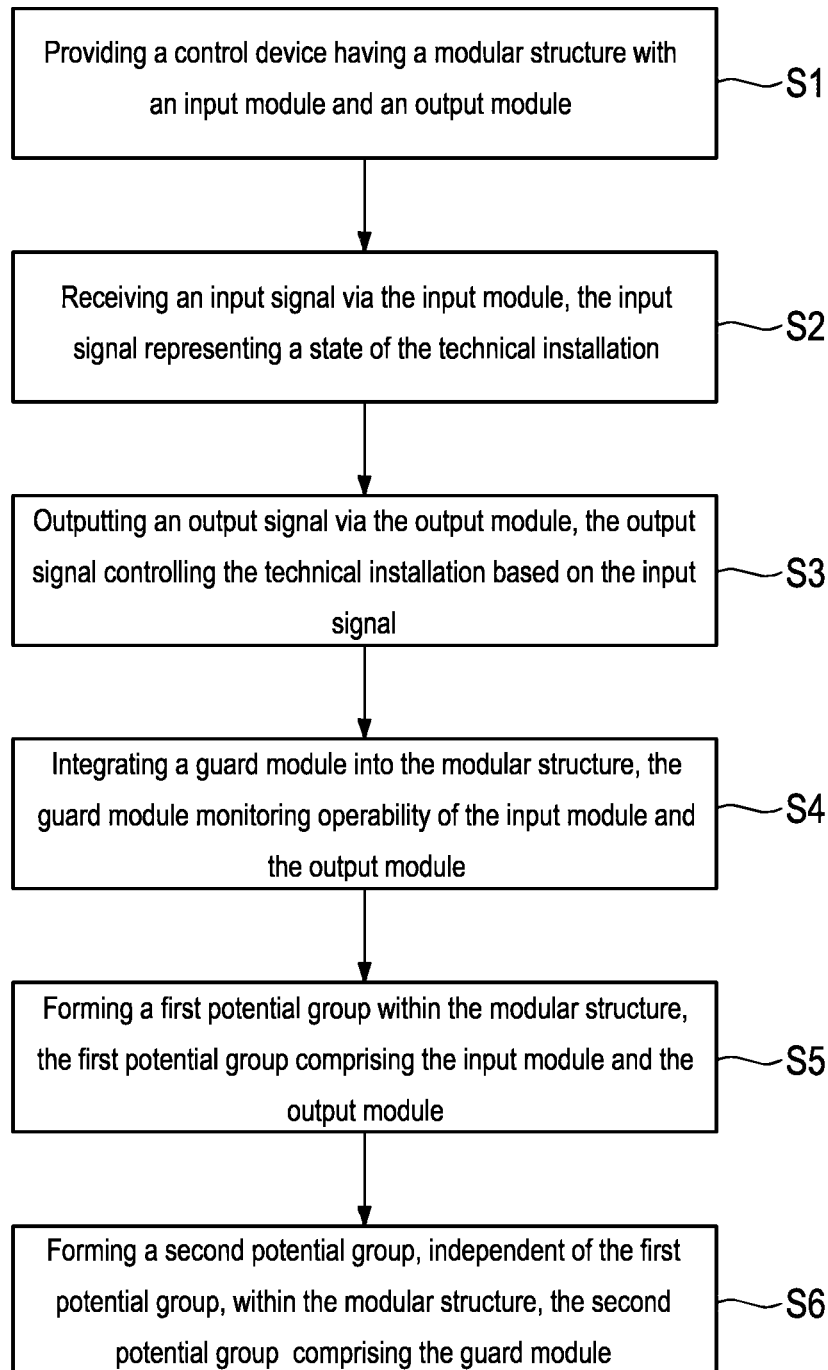 Providing a control device having a modular structure with
an input module and an output module
S1
Receiving an input signal via the input module, the input
signal representing a state of the technical installation
S2
Outputting an output signal via the output module, the output
signal controlling the technical installation based on the input
signal
S3
Integrating a guard module into the modular structure, the
guard module monitoring operability of the input module and
the output module
S4
Forming a first potential group within the modular structure,
the first potential group comprising the input module and the
output module
S5
Forming a second potential group, independent of the first
potential group, within the modular structure, the second
potential group comprising the guard module
S6